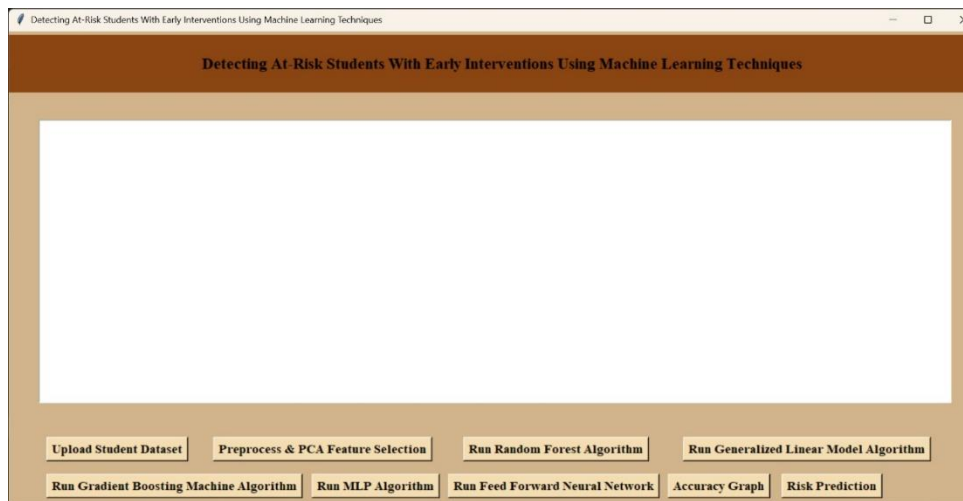 Detecting At-Risk Students With Early Interventions Using Machine Learning Techniques
Detecting At-Risk Students With Early Interventions Using Machine Learning Techniques
Upload Student Dataset Preprocess & PCA Feature Selection Run Random Forest Algorithm Run Generalized Linear Model Algorithm
Run Gradient Boosting Machine Algorithm Run MLP Algorithm Run Feed Forward Neural Network Accuracy Graph Risk Prediction